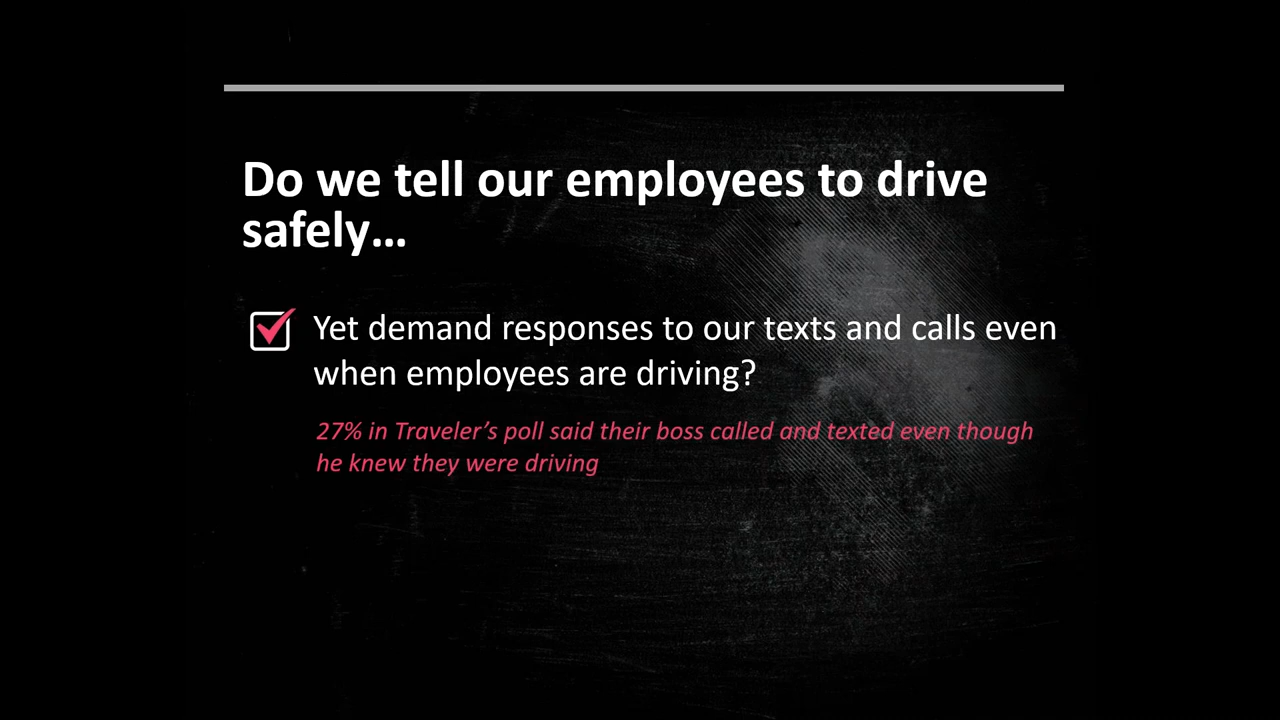 Do we tell our employees to drive
safely…
Yet demand responses to our texts and calls even
when employees are driving?
27% in Traveler’s poll said their boss called and texted even though
he knew they were driving